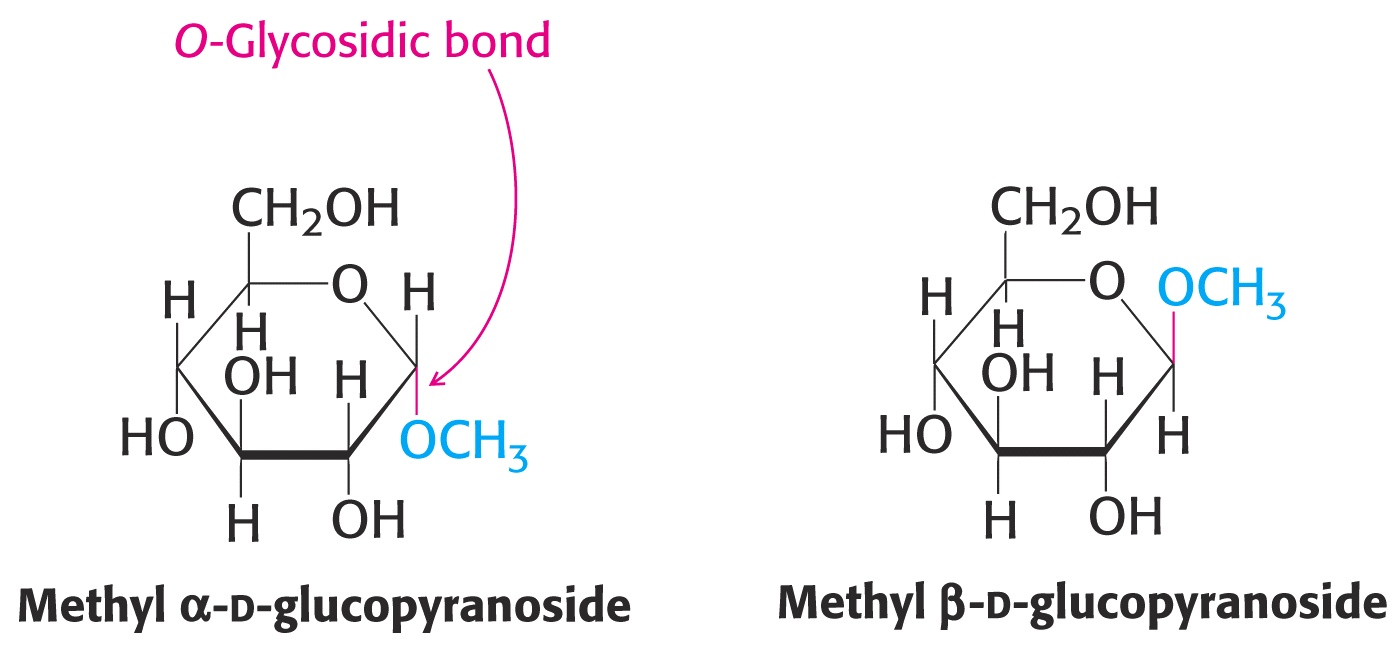 O-Glycosidic bond
CH₂OH CH₂OH
H O H H O OCH₃
H H
OH H OH H
HO OCH₃ HO H
H OH H OH
Methyl α-D-glucopyranoside Methyl β-D-glucopyranoside